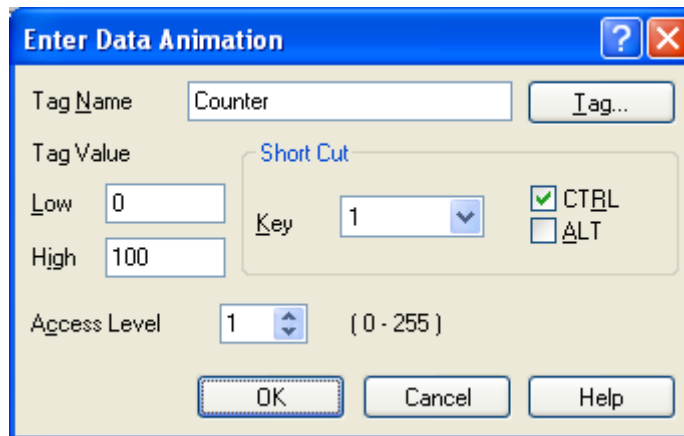 Enter Data Animation
Tag Name Counter Tag...
Tag Value Short Cut
Low 0 Key 1 CTRL
ALT
High 100
Access Level 1 ( 0 - 255 )
OK Cancel Help